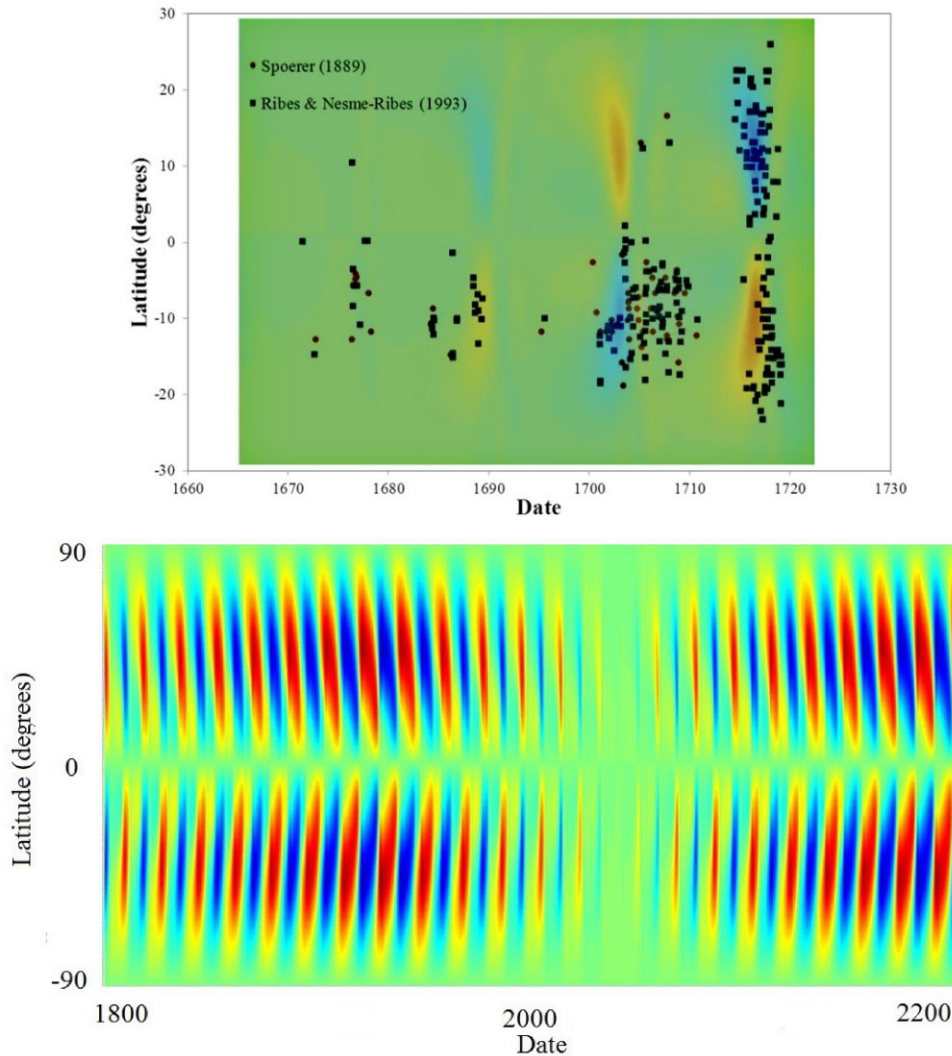 30
20
10
0
-10
-20
-30
Latitude (degrees)
● Spoerer (1889)
■ Ribes & Nesme-Ribes (1993)
1660 1670 1680 1690 1700 1710 1720 1730
Date
90
0
-90
Latitude (degrees)
1800 2000 2200
Date